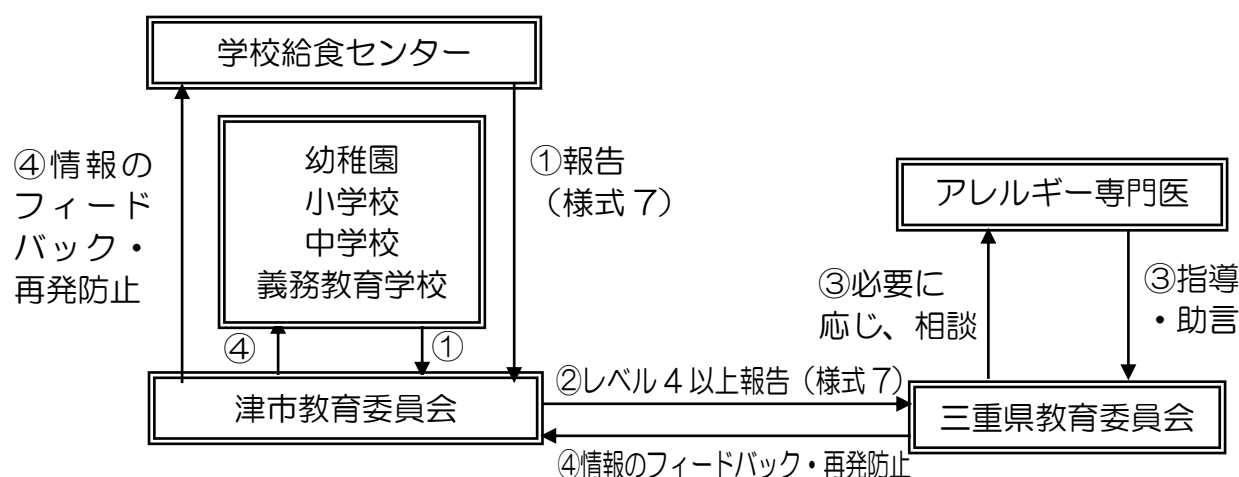 学校給食センター
④情報の
フィード
バック・
再発防止
幼稚園
小学校
中学校
義務教育学校
①報告
（様式７）
④
①
津市教育委員会
②レベル４以上報告（様式７）
④情報のフィードバック・再発防止
アレルギー専門医
③必要に
応じ、相談
③指導
・助言
三重県教育委員会